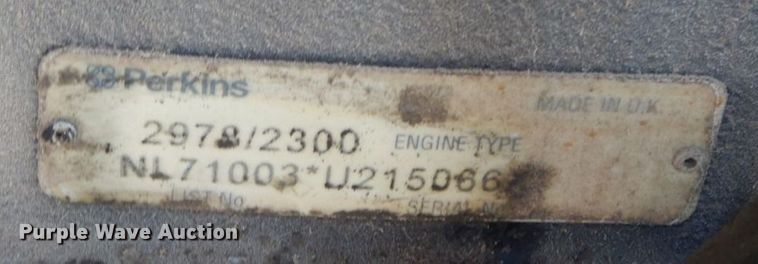 Perkins
MADE IN U.K
2978/2300 ENGINE TYPE
NL71003*U215066
LIST No
SERIAL No
Purple Wave Auction